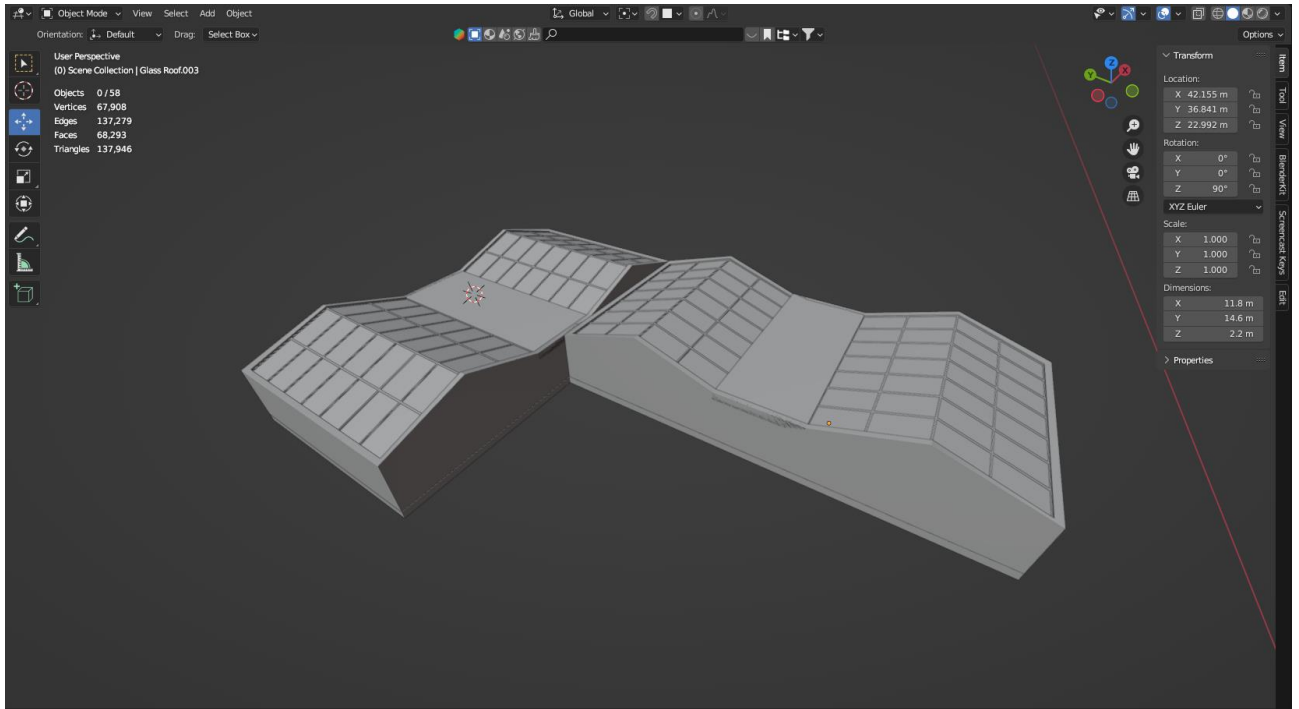 Object Mode View Select Add Object Global
Orientation: Default Drag: Select Box Options
User Perspective
(0) Scene Collection | Glass Roof.003
Objects 0/58
Vertices 67,908
Edges 137,279
Faces 68,293
Triangles 137,946
Z
Y X
Transform
Location:
X 42.155 m
Y 36.841 m
Z 22.992 m
Rotation:
X 0°
Y 0°
Z 90°
XYZ Euler
Scale:
X 1.000
Y 1.000
Z 1.000
Dimensions:
X 11.8 m
Y 14.6 m
Z 2.2 m
Properties
Item
Tool
View
BlenderKit
Screencast Keys
Edit